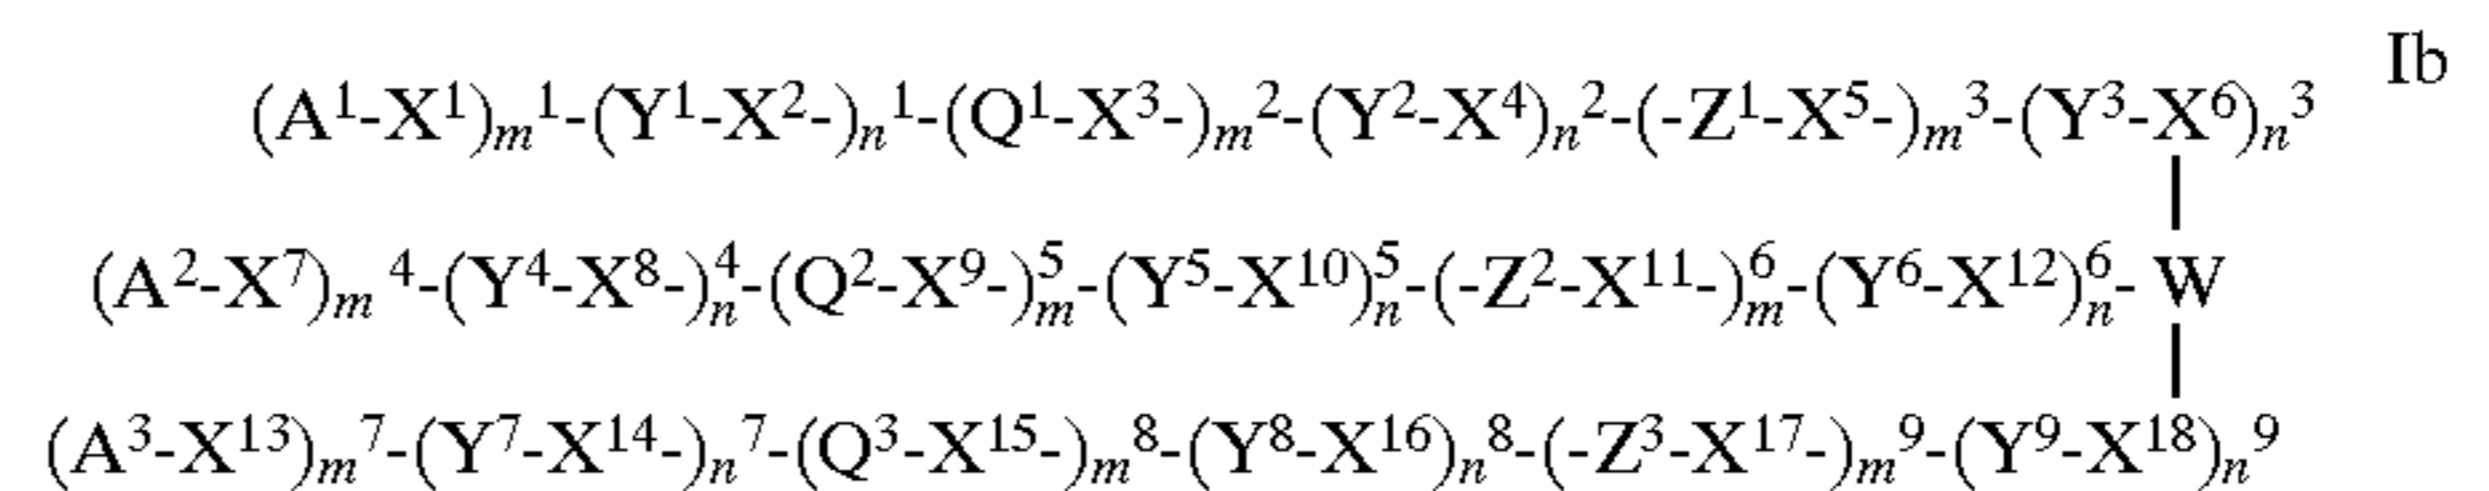 Ib
(A¹-X¹)ₘ¹-(Y¹-X²-)ₙ¹-(Q¹-X³-)ₘ²-(Y²-X⁴)ₙ²-(-Z¹-X⁵-)ₘ³-(Y³-X⁶)ₙ³
(A²-X⁷)ₘ⁴-(Y⁴-X⁸-)ₙ⁴-(Q²-X⁹-)ₘ⁵-(Y⁵-X¹⁰)ₙ⁵-(-Z²-X¹¹-)ₘ⁶-(Y⁶-X¹²)ₙ⁶- W
(A³-X¹³)ₘ⁷-(Y⁷-X¹⁴-)ₙ⁷-(Q³-X¹⁵-)ₘ⁸-(Y⁸-X¹⁶)ₙ⁸-(-Z³-X¹⁷-)ₘ⁹-(Y⁹-X¹⁸)ₙ⁹